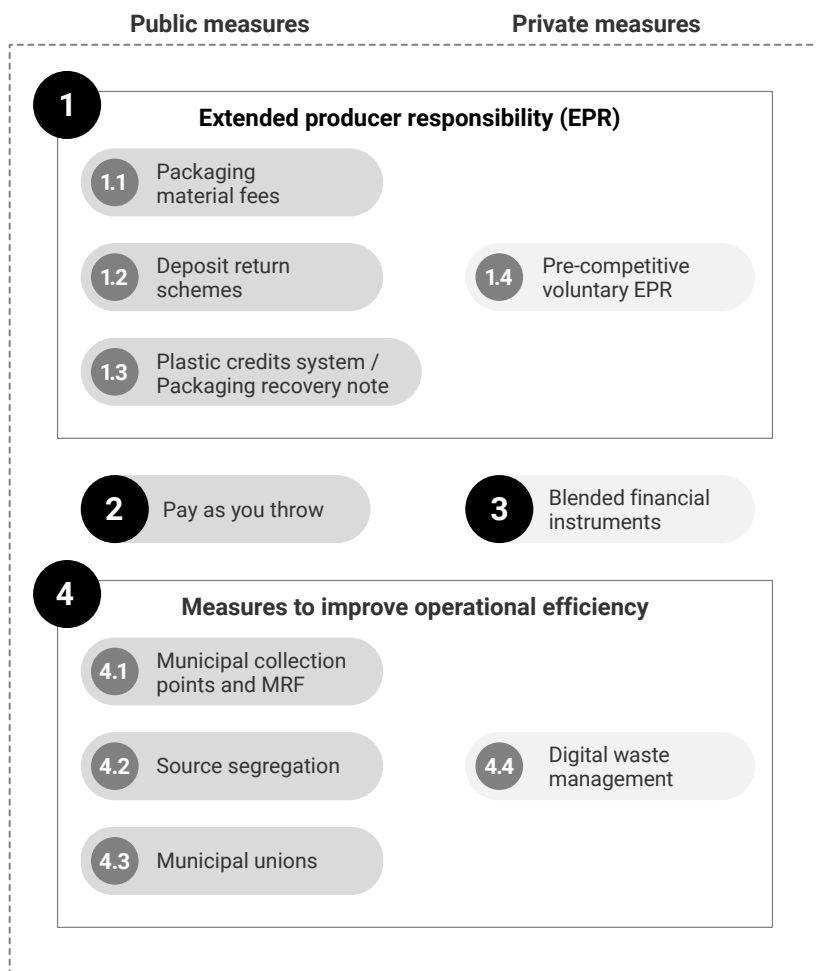 Public measures
Private measures
1
Extended producer responsibility (EPR)
1.1
Packaging
material fees
1.2
Deposit return
schemes
1.4
Pre-competitive
voluntary EPR
1.3
Plastic credits system /
Packaging recovery note
2
Pay as you throw
3
Blended financial
instruments
4
Measures to improve operational efficiency
4.1
Municipal collection
points and MRF
4.2
Source segregation
4.4
Digital waste
management
4.3
Municipal unions